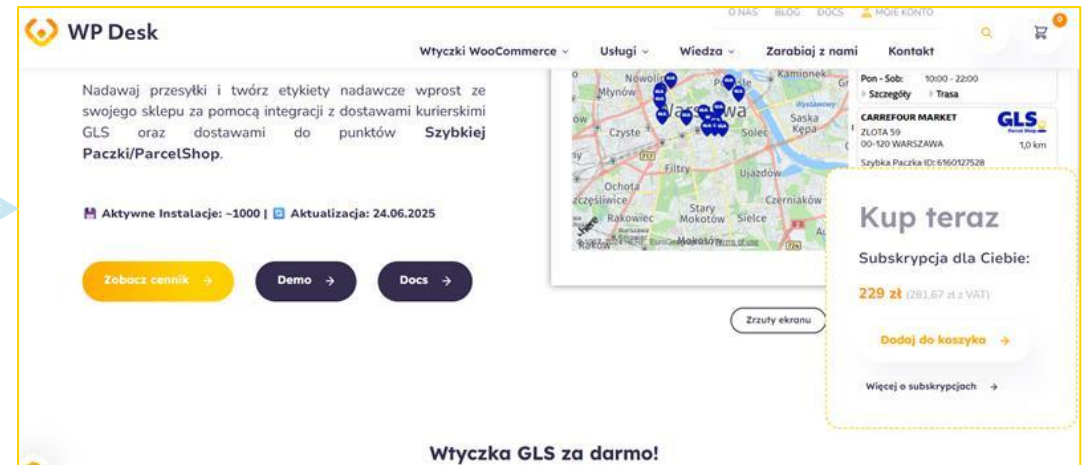 WP Desk
O NAS BLOG DOCS MOJE KONTO
0
Wtyczki WooCommerce Usługi Wiedza Zarabiaj z nami Kontakt
Nadawaj przesyłki i twórz etykiety nadawcze wprost ze
swojego sklepu za pomocą integracji z dostawami kurierskimi
GLS oraz dostawami do punktów Szybkiej
Paczki/ParcelShop.
Aktywne Instalacje: ~1000 | Aktualizacja: 24.06.2025
Zobacz cennik → Demo → Docs →
Młynów
Kamionek
Czyste
Solec
Saska
Kępa
Filtry
Ujazdów
Ochota
Rakowiec
Stary
Mokotów
Sielce
Czerniaków
Pon - Sob: 10:00 - 22:00
Szczegóły Trasa
CARREFOUR MARKET GLS
ZLOTA 59
00-120 WARSZAWA 1,0 km
Szybka Paczka ID: 6160127528
Zrzuty ekranu
Kup teraz
Subskrypcja dla Ciebie:
229 zł (281,67 zł z VAT)
Dodaj do koszyka →
Więcej o subskrypcjach →
Wtyczka GLS za darmo!